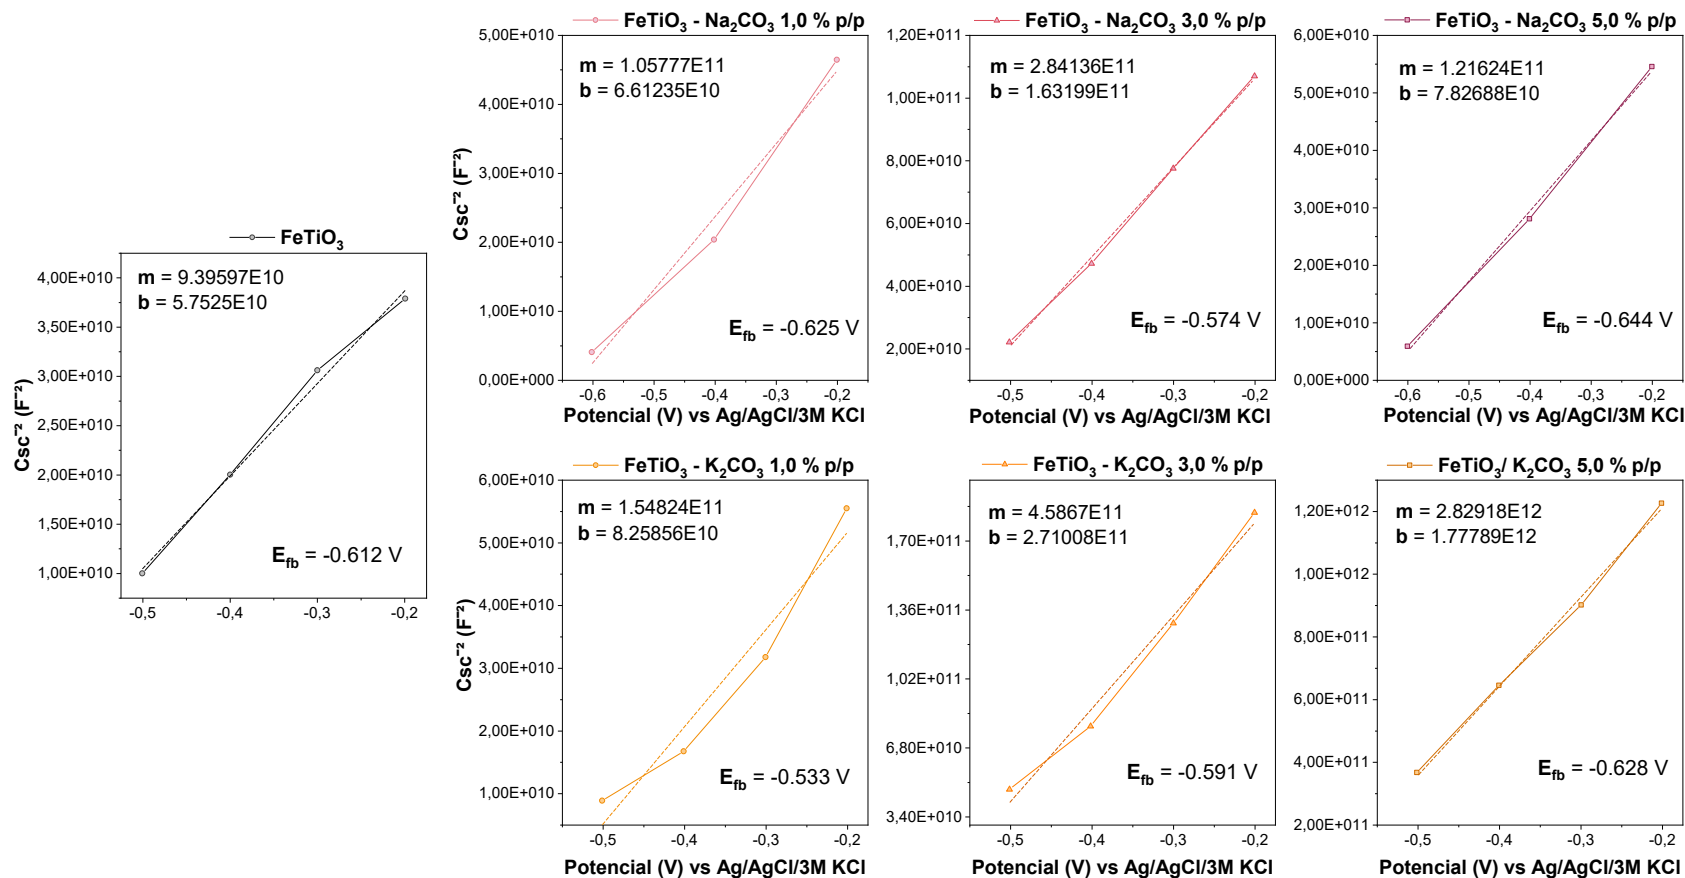 FeTiO₃
m = 9.39597E10
b = 5.7525E10
E_fb = -0.612 V
4,00E+010
3,50E+010
3,00E+010
2,50E+010
2,00E+010
1,50E+010
1,00E+010
-0,5 -0,4 -0,3 -0,2
Csc⁻² (F⁻²)
FeTiO₃ - Na₂CO₃ 1,0 % p/p
m = 1.05777E11
b = 6.61235E10
E_fb = -0.625 V
5,00E+010
4,00E+010
3,00E+010
2,00E+010
1,00E+010
0,00E+000
-0,6 -0,5 -0,4 -0,3 -0,2
Csc⁻² (F⁻²)
Potencial (V) vs Ag/AgCl/3M KCl
FeTiO₃ - Na₂CO₃ 3,0 % p/p
m = 2.84136E11
b = 1.63199E11
E_fb = -0.574 V
1,20E+011
1,00E+011
8,00E+010
6,00E+010
4,00E+010
2,00E+010
-0,5 -0,4 -0,3 -0,2
Potencial (V) vs Ag/AgCl/3M KCl
FeTiO₃ - Na₂CO₃ 5,0 % p/p
m = 1.21624E11
b = 7.82688E10
E_fb = -0.644 V
6,00E+010
5,00E+010
4,00E+010
3,00E+010
2,00E+010
1,00E+010
0,00E+000
-0,6 -0,5 -0,4 -0,3 -0,2
Potencial (V) vs Ag/AgCl/3M KCl
FeTiO₃ - K₂CO₃ 1,0 % p/p
m = 1.54824E11
b = 8.25856E10
E_fb = -0.533 V
6,00E+010
5,00E+010
4,00E+010
3,00E+010
2,00E+010
1,00E+010
-0,5 -0,4 -0,3 -0,2
Csc⁻² (F⁻²)
Potencial (V) vs Ag/AgCl/3M KCl
FeTiO₃ - K₂CO₃ 3,0 % p/p
m = 4.5867E11
b = 2.71008E11
E_fb = -0.591 V
1,70E+011
1,36E+011
1,02E+011
6,80E+010
3,40E+010
-0,5 -0,4 -0,3 -0,2
Potencial (V) vs Ag/AgCl/3M KCl
FeTiO₃/ K₂CO₃ 5,0 % p/p
m = 2.82918E12
b = 1.77789E12
E_fb = -0.628 V
1,20E+012
1,00E+012
8,00E+011
6,00E+011
4,00E+011
2,00E+011
-0,5 -0,4 -0,3 -0,2
Potencial (V) vs Ag/AgCl/3M KCl